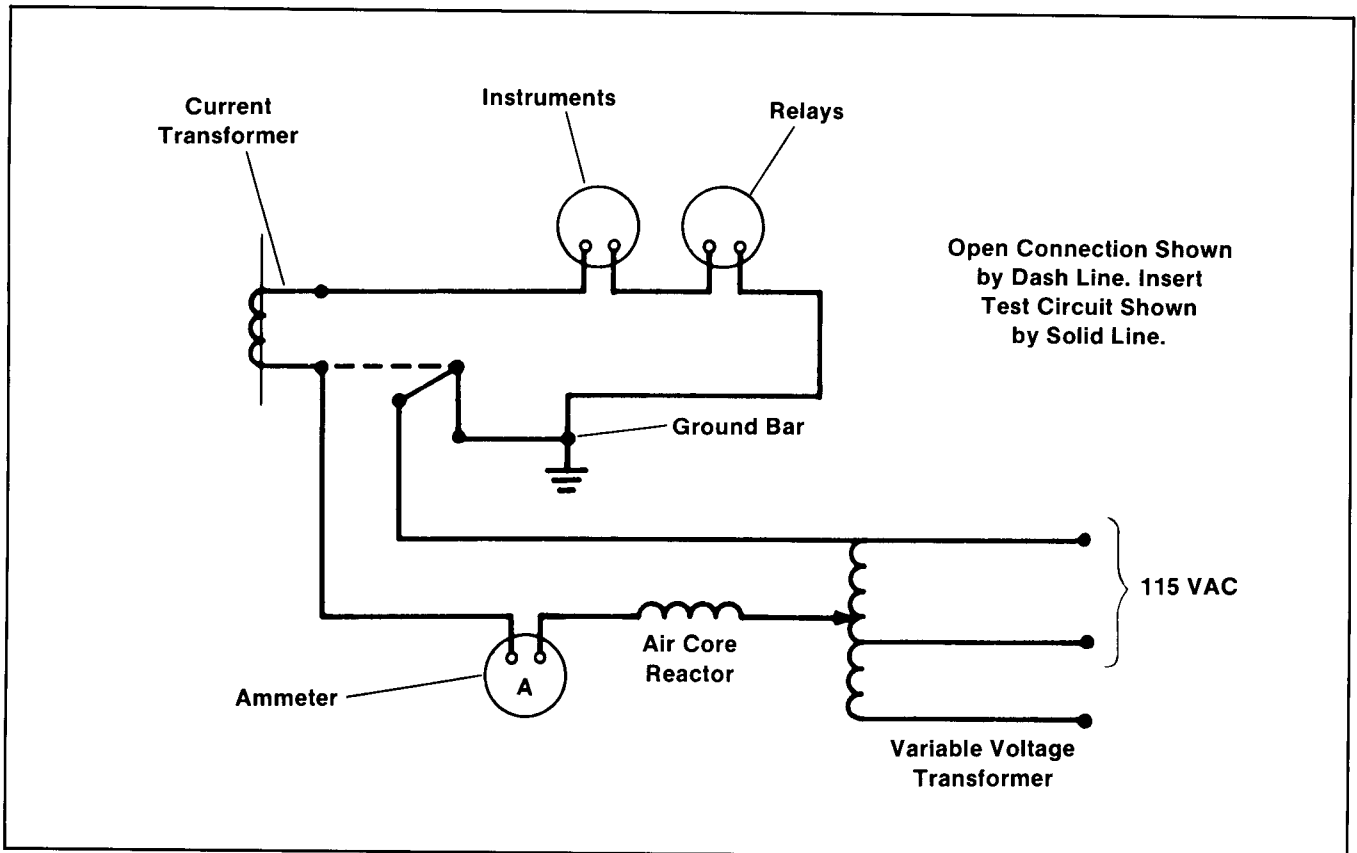 Current
Transformer
Instruments
Relays
Open Connection Shown
by Dash Line. Insert
Test Circuit Shown
by Solid Line.
Ground Bar
115 VAC
Air Core
Reactor
Ammeter
A
Variable Voltage
Transformer